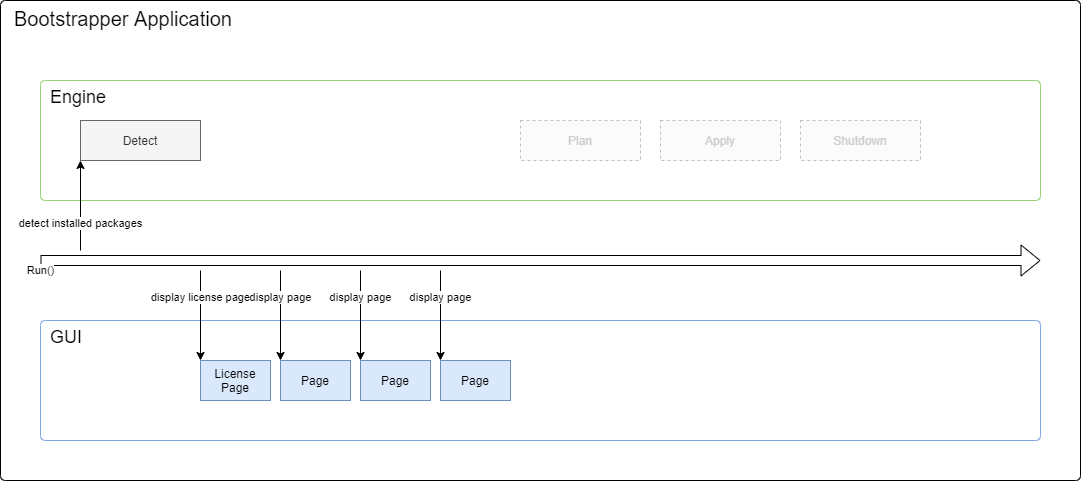 Bootstrapper Application
Engine
Detect
Plan
Apply
Shutdown
detect installed packages
Run()
display license page
display page
display page
display page
GUI
License
Page
Page
Page
Page